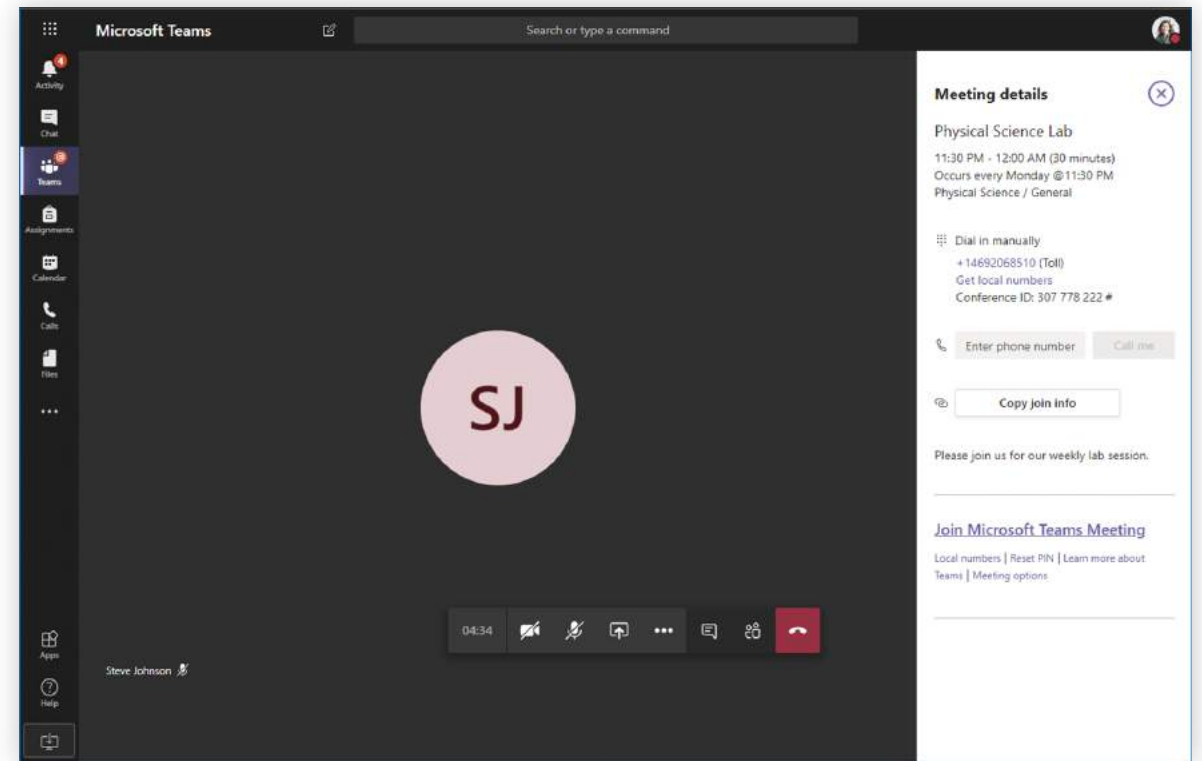 Microsoft Teams
Search or type a command
Activity
4
Chat
Teams
Assignments
Calendar
Calls
Files
Apps
Help
SJ
04:34
Steve Johnson
Meeting details
Physical Science Lab
11:30 PM - 12:00 AM (30 minutes)
Occurs every Monday @11:30 PM
Physical Science / General
Dial in manually
+14692068510 (Toll)
Get local numbers
Conference ID: 307 778 222 #
Enter phone number
Call me
Copy join info
Please join us for our weekly lab session.
Join Microsoft Teams Meeting
Local numbers | Reset PIN | Learn more about
Teams | Meeting options